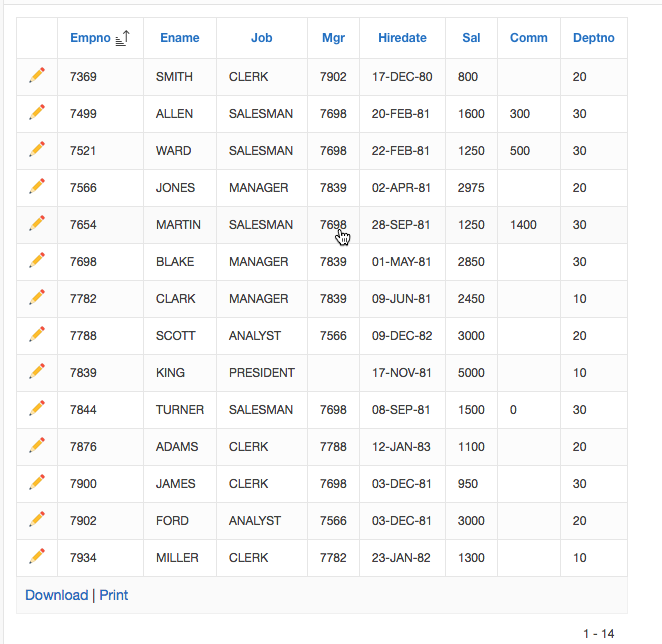 Empno Ename Job Mgr Hiredate Sal Comm Deptno
7369 SMITH CLERK 7902 17-DEC-80 800 20
7499 ALLEN SALESMAN 7698 20-FEB-81 1600 300 30
7521 WARD SALESMAN 7698 22-FEB-81 1250 500 30
7566 JONES MANAGER 7839 02-APR-81 2975 20
7654 MARTIN SALESMAN 7698 28-SEP-81 1250 1400 30
7698 BLAKE MANAGER 7839 01-MAY-81 2850 30
7782 CLARK MANAGER 7839 09-JUN-81 2450 10
7788 SCOTT ANALYST 7566 09-DEC-82 3000 20
7839 KING PRESIDENT 17-NOV-81 5000 10
7844 TURNER SALESMAN 7698 08-SEP-81 1500 0 30
7876 ADAMS CLERK 7788 12-JAN-83 1100 20
7900 JAMES CLERK 7698 03-DEC-81 950 30
7902 FORD ANALYST 7566 03-DEC-81 3000 20
7934 MILLER CLERK 7782 23-JAN-82 1300 10
Download | Print
1 - 14